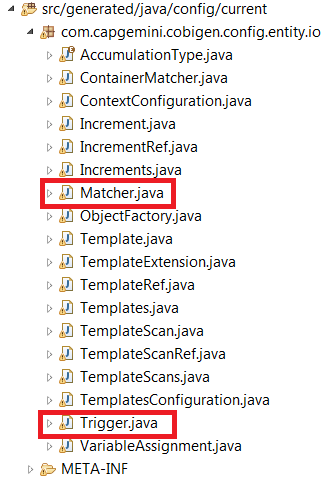 src/generated/java/config/current
com.capgemini.cobigen.config.entity.io
AccumulationType.java
ContainerMatcher.java
ContextConfiguration.java
Increment.java
IncrementRef.java
Increments.java
Matcher.java
ObjectFactory.java
Template.java
TemplateExtension.java
TemplateRef.java
Templates.java
TemplateScan.java
TemplateScanRef.java
TemplateScans.java
TemplatesConfiguration.java
Trigger.java
VariableAssignment.java
META-INF